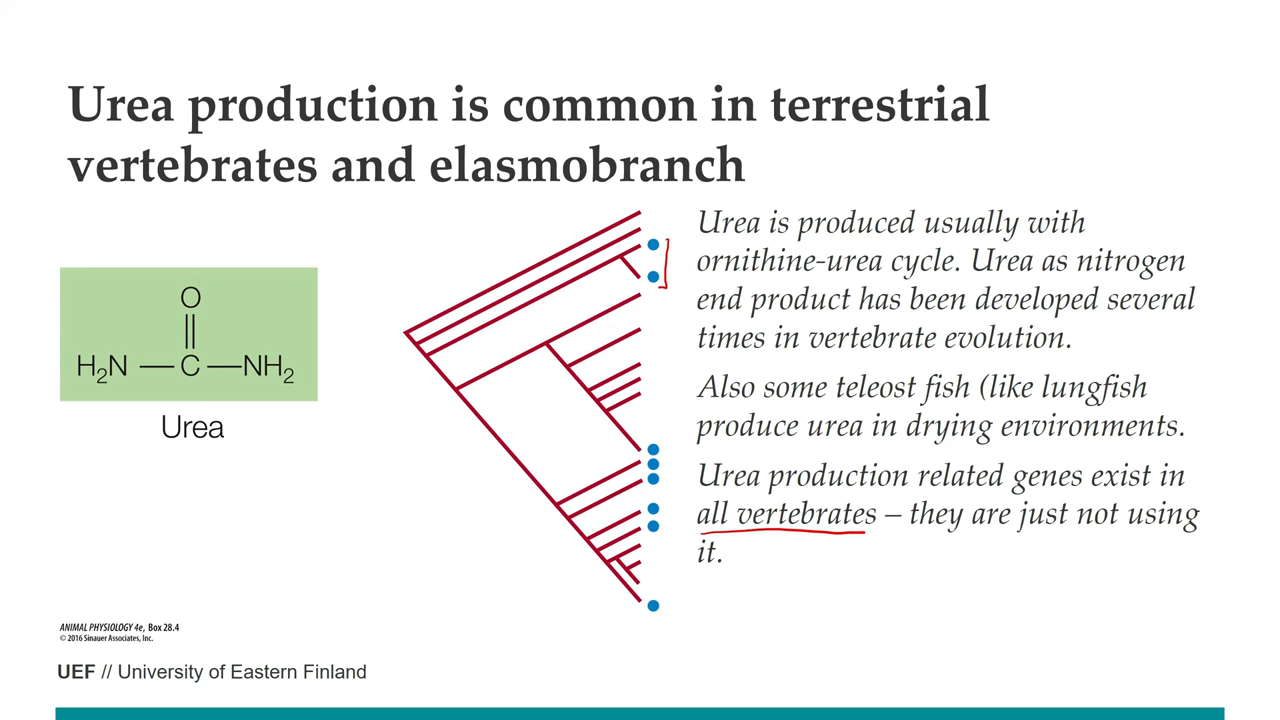 Urea production is common in terrestrial
vertebrates and elasmobranch
O
H₂N — C — NH₂
Urea
Urea is produced usually with
ornithine-urea cycle. Urea as nitrogen
end product has been developed several
times in vertebrate evolution.
Also some teleost fish (like lungfish
produce urea in drying environments.
Urea production related genes exist in
all vertebrates – they are just not using
it.
ANIMAL PHYSIOLOGY 4e, Box 28.4
© 2016 Sinauer Associates, Inc.
UEF // University of Eastern Finland